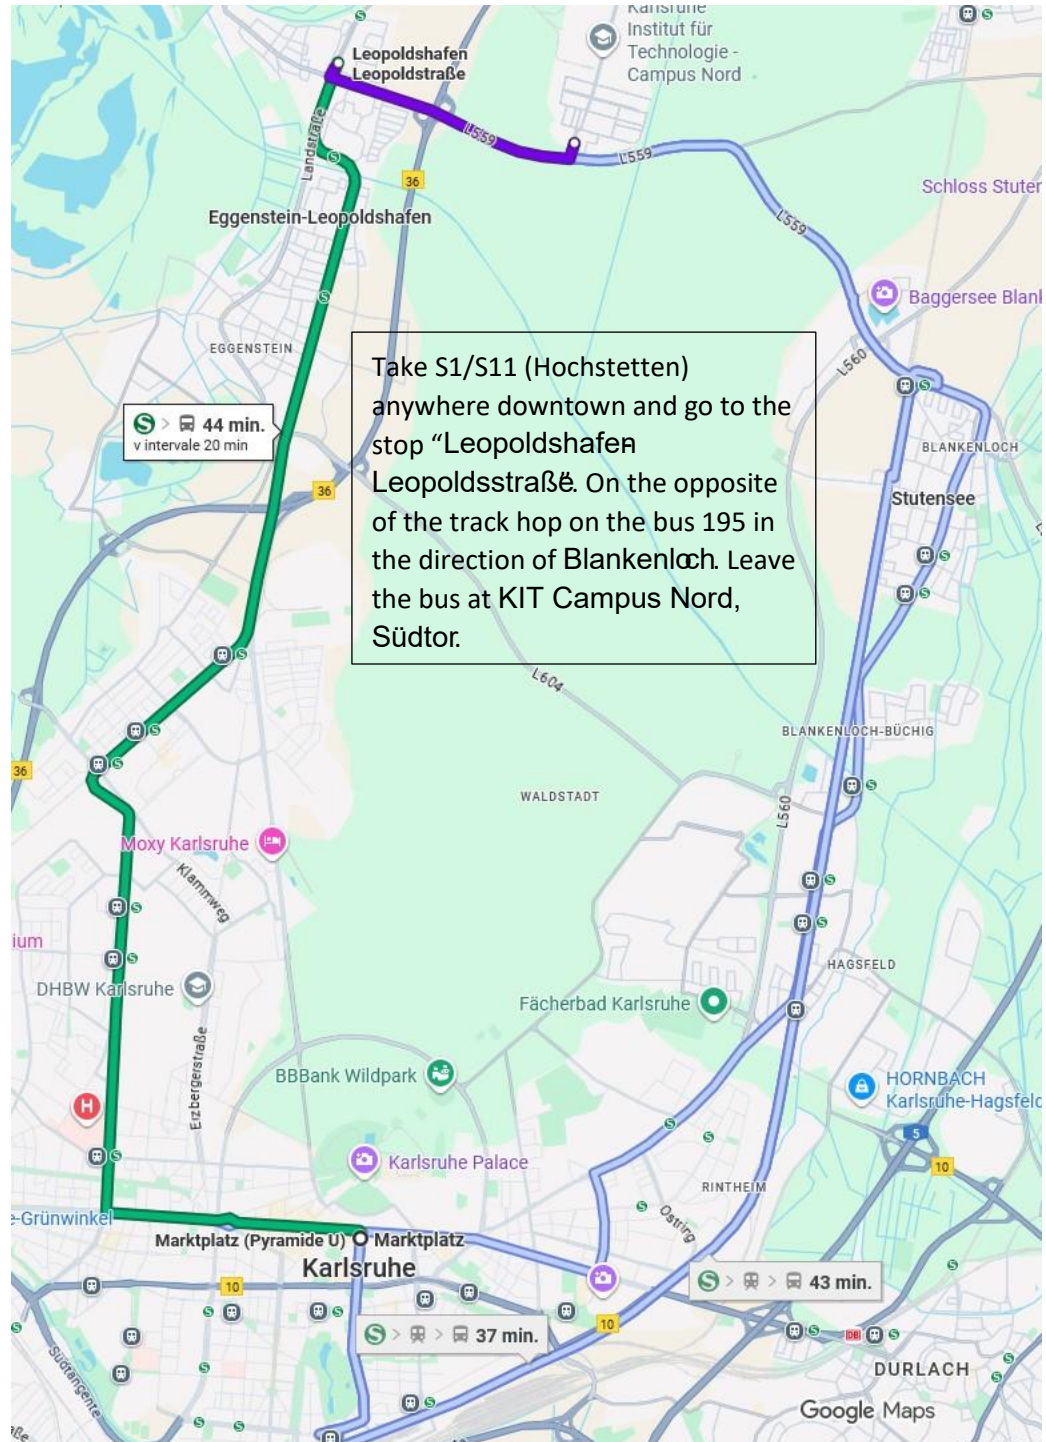 Karlsruhe
Institut für
Technologie -
Campus Nord
Leopoldshafen
Leopoldstraße
Landstraße
L559
L559
36
Schloss Stuten
Eggenstein-Leopoldshafen
L559
Baggersee Blank
EGGENSTEIN
L560
Take S1/S11 (Hochstetten)
anywhere downtown and go to the
stop “Leopoldshafen
Leopoldsstraße”. On the opposite
of the track hop on the bus 195 in
the direction of Blankenloch. Leave
the bus at KIT Campus Nord,
Südtor.
S > 44 min.
v intervale 20 min
BLANKENLOCH
Stutensee
36
L604
BLANKENLOCH-BÜCHIG
36
WALDSTADT
L560
Moxy Karlsruhe
Klammweg
ium
HAGSFELD
DHBW Karlsruhe
Fächerbad Karlsruhe
Erzbergerstraße
BBBank Wildpark
HORNBACH
Karlsruhe-Hagsfeld
H
5
10
Karlsruhe Palace
RINTHEIM
e-Grünwinkel
Ostring
Marktplatz (Pyramide U)
Marktplatz
Karlsruhe
10
S > > 43 min.
10
S > > 37 min.
DB
Südtangente
DURLACH
Google Maps